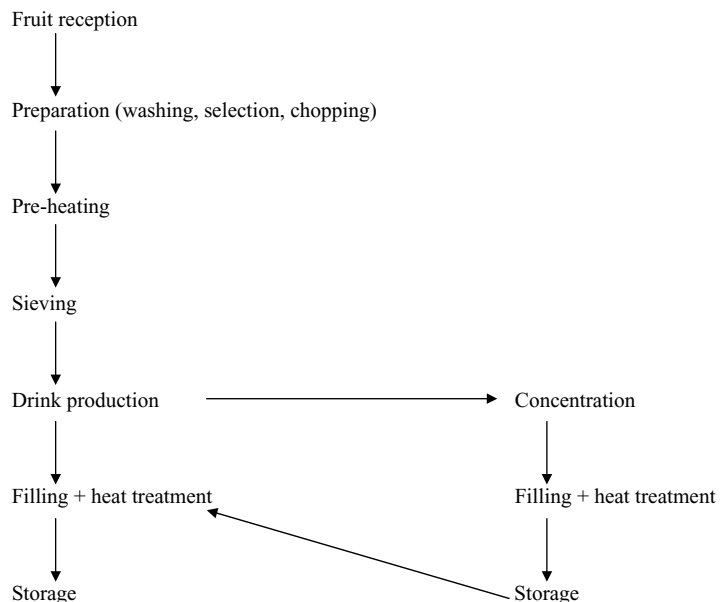 Fruit reception
Preparation (washing, selection, chopping)
Pre-heating
Sieving
Drink production
Concentration
Filling + heat treatment
Filling + heat treatment
Storage
Storage